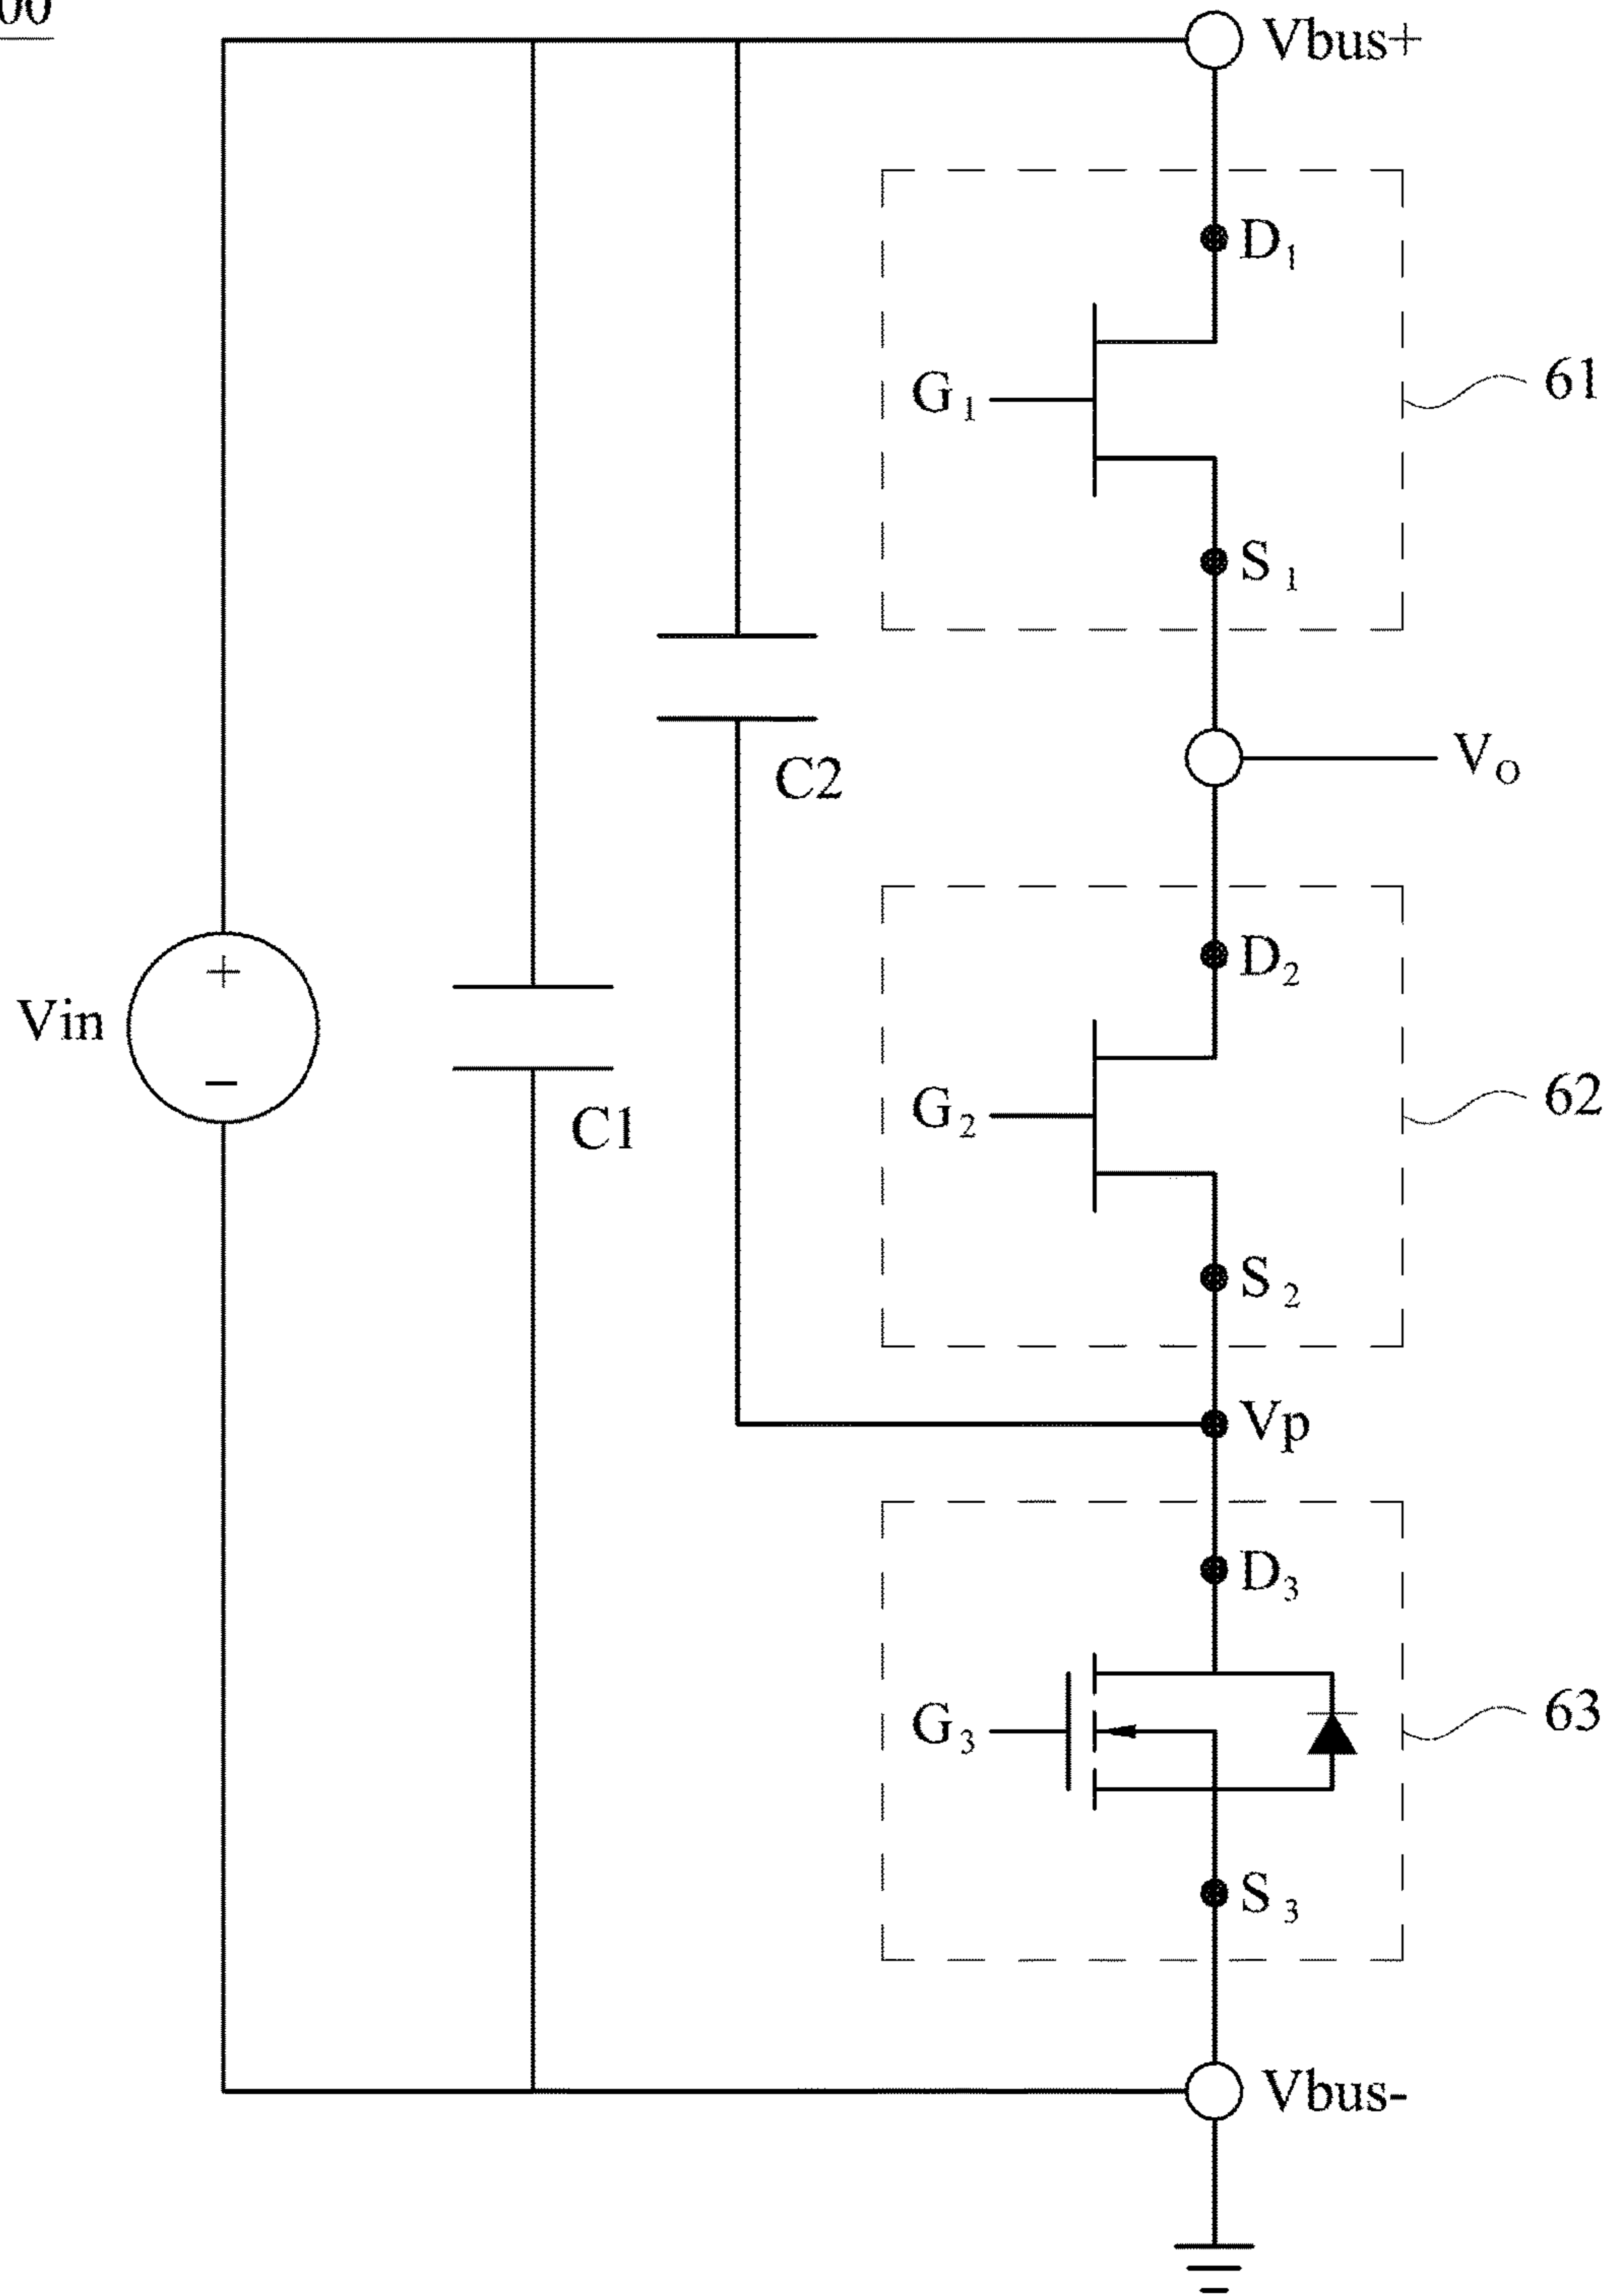 00
Vbus+
D1
G1
61
S1
C2
VO
D2
+
Vin
G2
62
−
C1
S2
Vp
D3
G3
63
S3
Vbus-